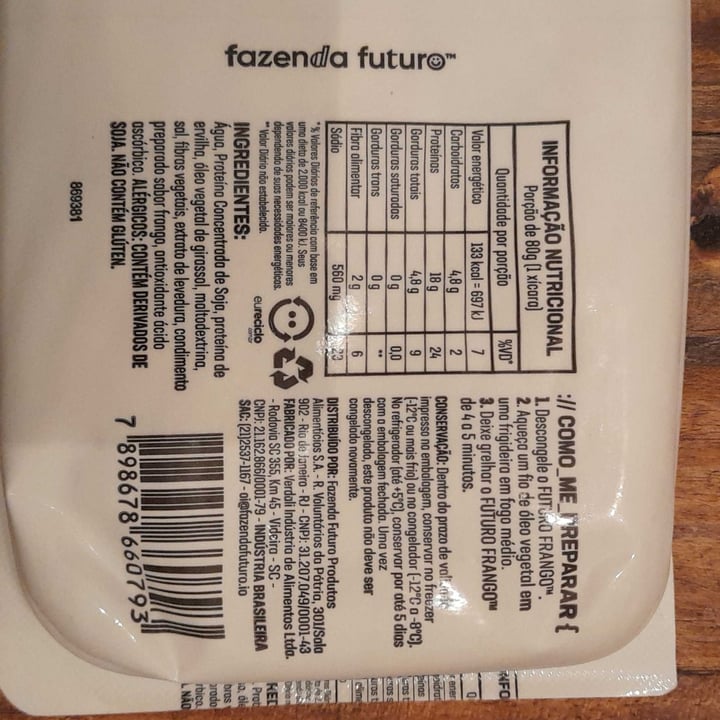 fazenda futuro™
INFORMAÇÃO NUTRICIONAL
Porção de 80g (1 xícara)
Quantidade por porção %VD*
Valor energético 133 kcal = 697 kJ 7
Carboidratos 4,8 g 2
Proteínas 18 g 24
Gorduras totais 4,8 g 9
Gorduras saturadas 0 g 0,0
Gorduras trans 0 g **
Fibra alimentar 2 g 6
Sódio 560 mg 23
*% Valores Diários de referência com base em
uma dieta de 2.000 kcal ou 8400 kJ. Seus
valores diários podem ser maiores ou menores
dependendo de suas necessidades energéticas.
** Valor Diário não estabelecido.
eureciclo
INGREDIENTES:
Água, Proteína Concentrada de Soja, proteína de
ervilha, óleo vegetal de girassol, maltodextrina,
sal, fibras vegetais, extrato de levedura, condimento
preparado sabor frango, antioxidante ácido
ascórbico. ALÉRGICOS: CONTÉM DERIVADOS DE
SOJA. NÃO CONTÉM GLÚTEN.
869381
:// COMO_ME_PREPARAR {
1. Descongele o FUTURO FRANGO™.
2. Aqueça um fio de óleo vegetal em
uma frigideira em fogo médio.
3. Deixe grelhar o FUTURO FRANGO™
de 4 a 5 minutos.
CONSERVAÇÃO: Dentro do prazo de validade
impresso na embalagem, conservar no freezer
(-12°C ou mais frio) ou no congelador (-12°C a -8°C).
No refrigerador (até +5°C), conservar por até 5 dias
com a embalagem fechada. Uma vez
descongelado, este produto não deve ser
congelado novamente.
DISTRIBUÍDO POR: Fazenda Futuro Produtos
Alimentícios S.A. - R. Voluntários da Pátria, 301/Sala
902 - Rio de Janeiro - RJ - CNPJ: 31.207.049/0001-43
FABRICADO POR: Verdali Indústria de Alimentos Ltda.
- Rodovia SC 355, Km 45 - Videira - SC -
CNPJ: 21.162.866/0001-79 - INDÚSTRIA BRASILEIRA
SAC: (21)2537-1167 - oi@fazendafuturo.io
7 898678 660793